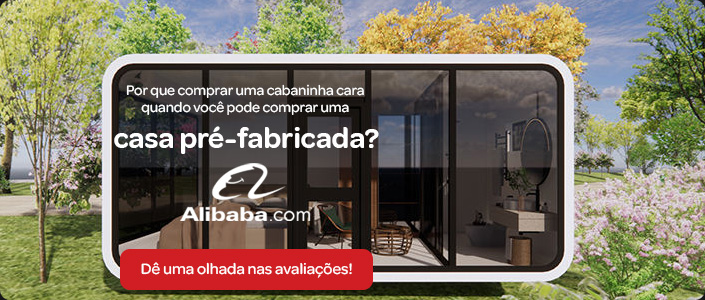 Por que comprar uma cabaninha cara
quando você pode comprar uma
casa pré-fabricada?
Alibaba.com
Dê uma olhada nas avaliações!